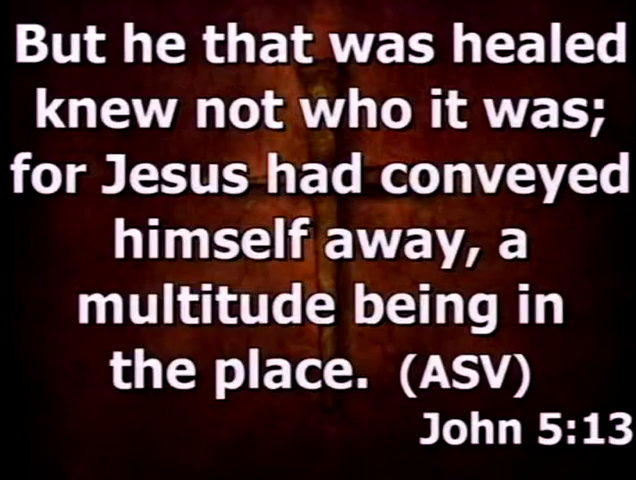 But he that was healed
knew not who it was;
for Jesus had conveyed
himself away, a
multitude being in
the place. (ASV)
John 5:13